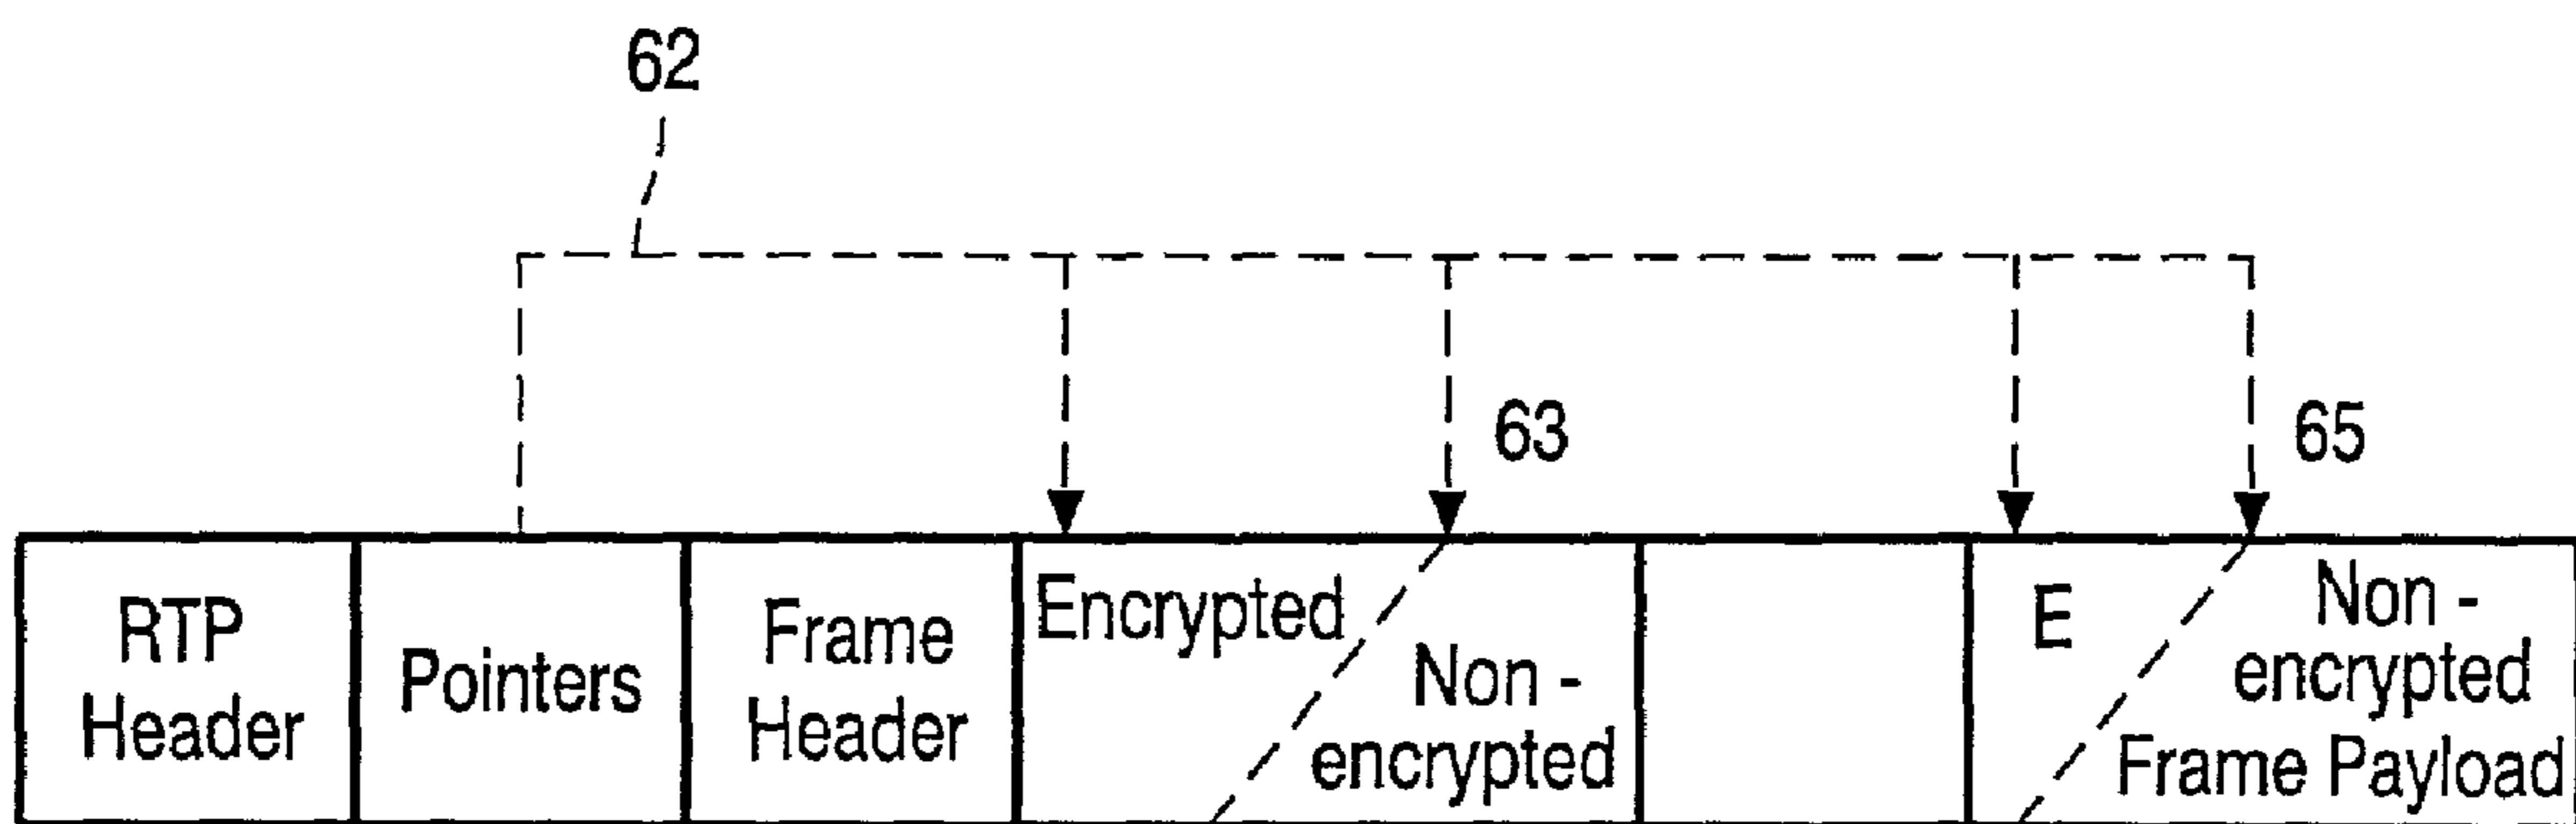 62
63
65
RTP
Header
Pointers
Frame
Header
Encrypted
Non -
encrypted
E
Non -
encrypted
Frame Payload